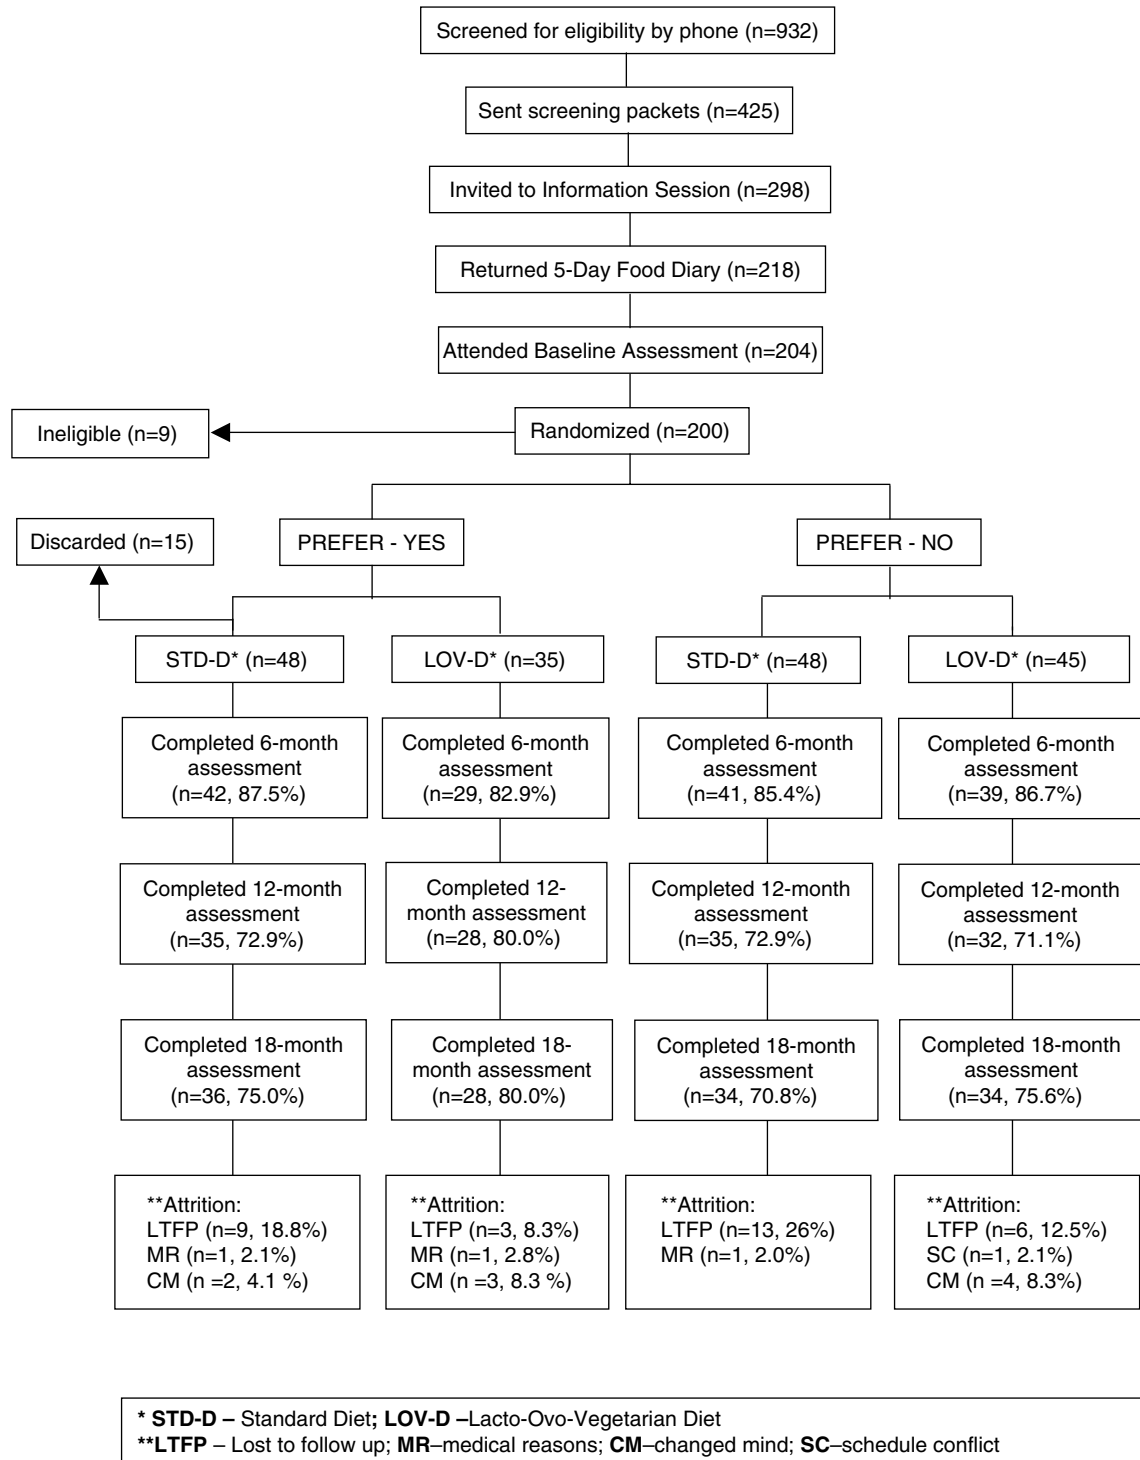 Screened for eligibility by phone (n=932)
Sent screening packets (n=425)
Invited to Information Session (n=298)
Returned 5-Day Food Diary (n=218)
Attended Baseline Assessment (n=204)
Ineligible (n=9)
Randomized (n=200)
Discarded (n=15)
PREFER - YES
PREFER - NO
STD-D* (n=48)
LOV-D* (n=35)
STD-D* (n=48)
LOV-D* (n=45)
Completed 6-month
assessment
(n=42, 87.5%)
Completed 6-month
assessment
(n=29, 82.9%)
Completed 6-month
assessment
(n=41, 85.4%)
Completed 6-month
assessment
(n=39, 86.7%)
Completed 12-month
assessment
(n=35, 72.9%)
Completed 12-
month assessment
(n=28, 80.0%)
Completed 12-month
assessment
(n=35, 72.9%)
Completed 12-month
assessment
(n=32, 71.1%)
Completed 18-month
assessment
(n=36, 75.0%)
Completed 18-
month assessment
(n=28, 80.0%)
Completed 18-month
assessment
(n=34, 70.8%)
Completed 18-month
assessment
(n=34, 75.6%)
**Attrition:
LTFP (n=9, 18.8%)
MR (n=1, 2.1%)
CM (n =2, 4.1 %)
**Attrition:
LTFP (n=3, 8.3%)
MR (n=1, 2.8%)
CM (n =3, 8.3 %)
**Attrition:
LTFP (n=13, 26%)
MR (n=1, 2.0%)
**Attrition:
LTFP (n=6, 12.5%)
SC (n=1, 2.1%)
CM (n =4, 8.3%)
* STD-D – Standard Diet; LOV-D –Lacto-Ovo-Vegetarian Diet
**LTFP – Lost to follow up; MR–medical reasons; CM–changed mind; SC–schedule conflict